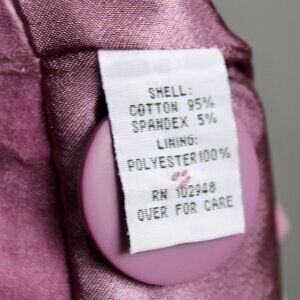 SHELL:
COTTON 95%
SPANDEX 5%
LINING:
POLYESTER100%
RN 102948
OVER FOR CARE